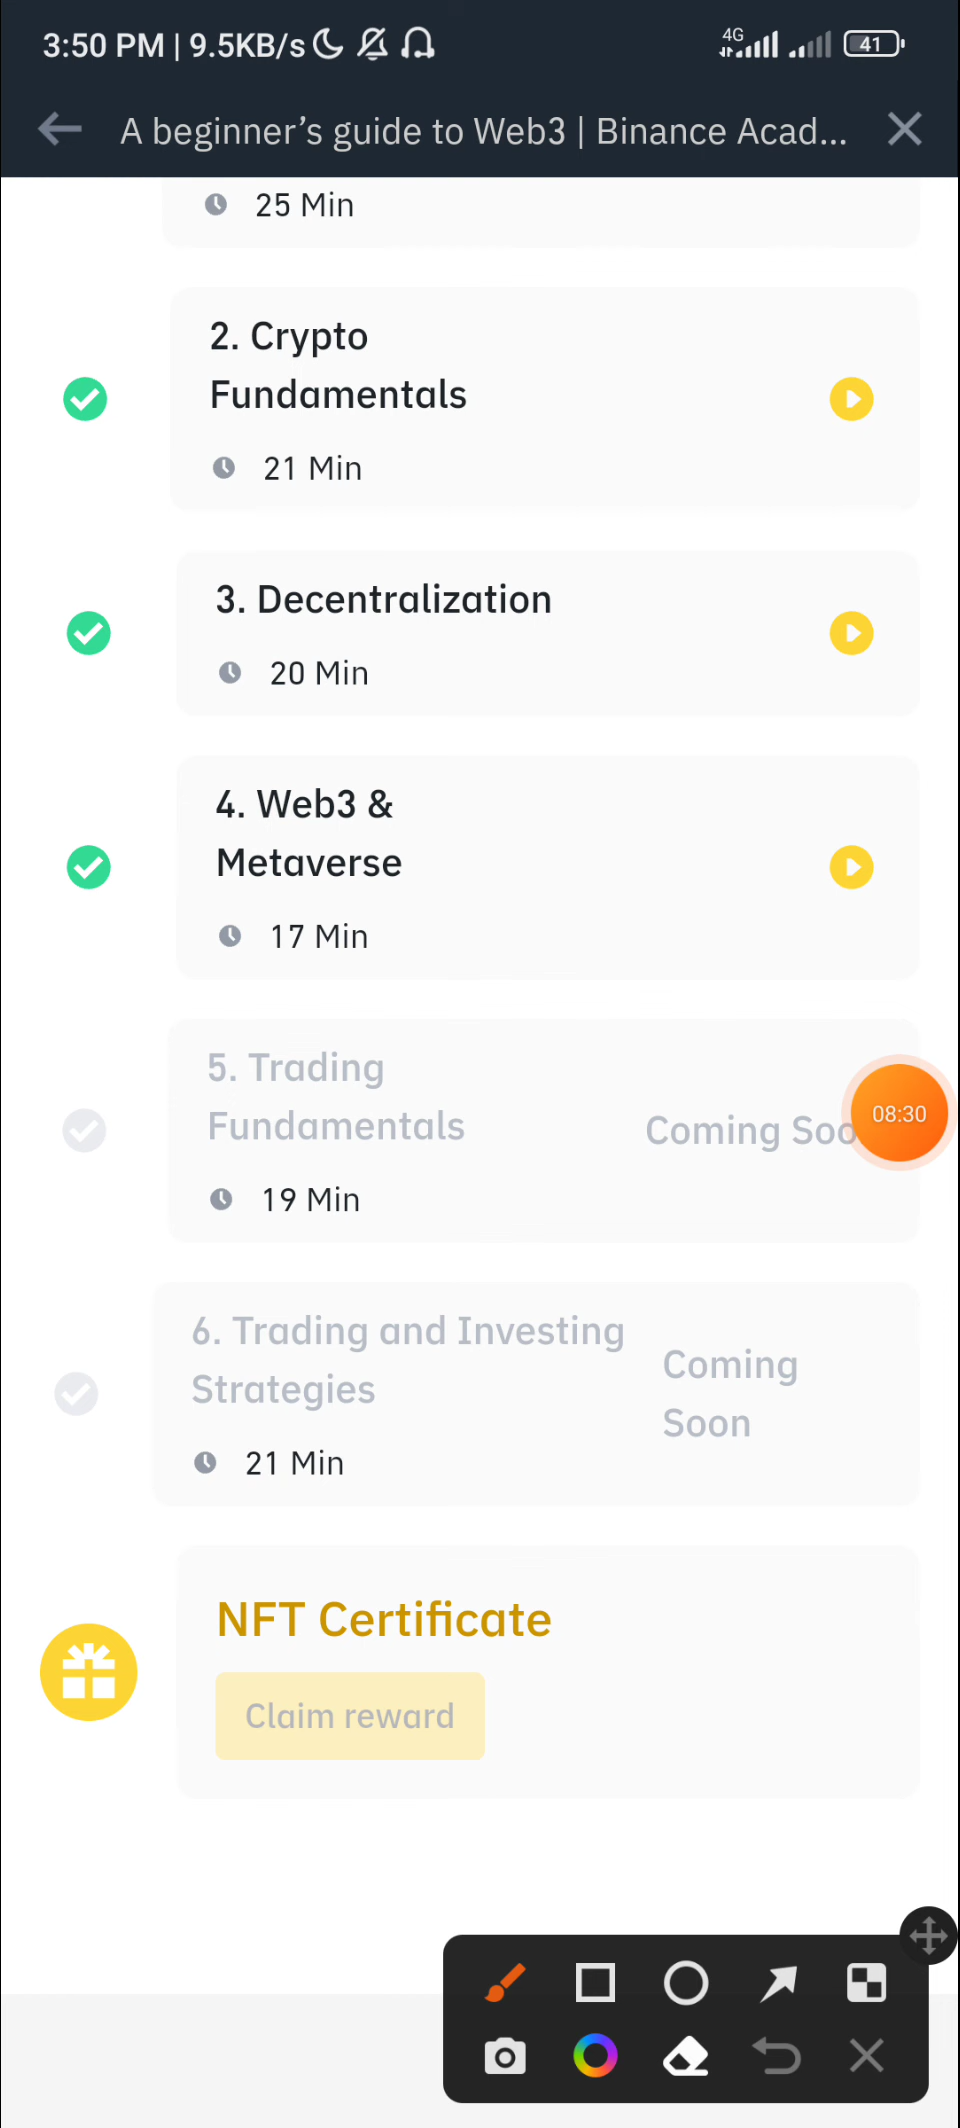 3:50 PM | 9.5KB/s
4G
41
A beginner's guide to Web3 | Binance Acad...
25 Min
2. Crypto
Fundamentals
21 Min
3. Decentralization
20 Min
4. Web3 &
Metaverse
17 Min
5. Trading
Fundamentals
Coming Soo
08:30
19 Min
6. Trading and Investing
Strategies
Coming
Soon
21 Min
NFT Certificate
Claim reward